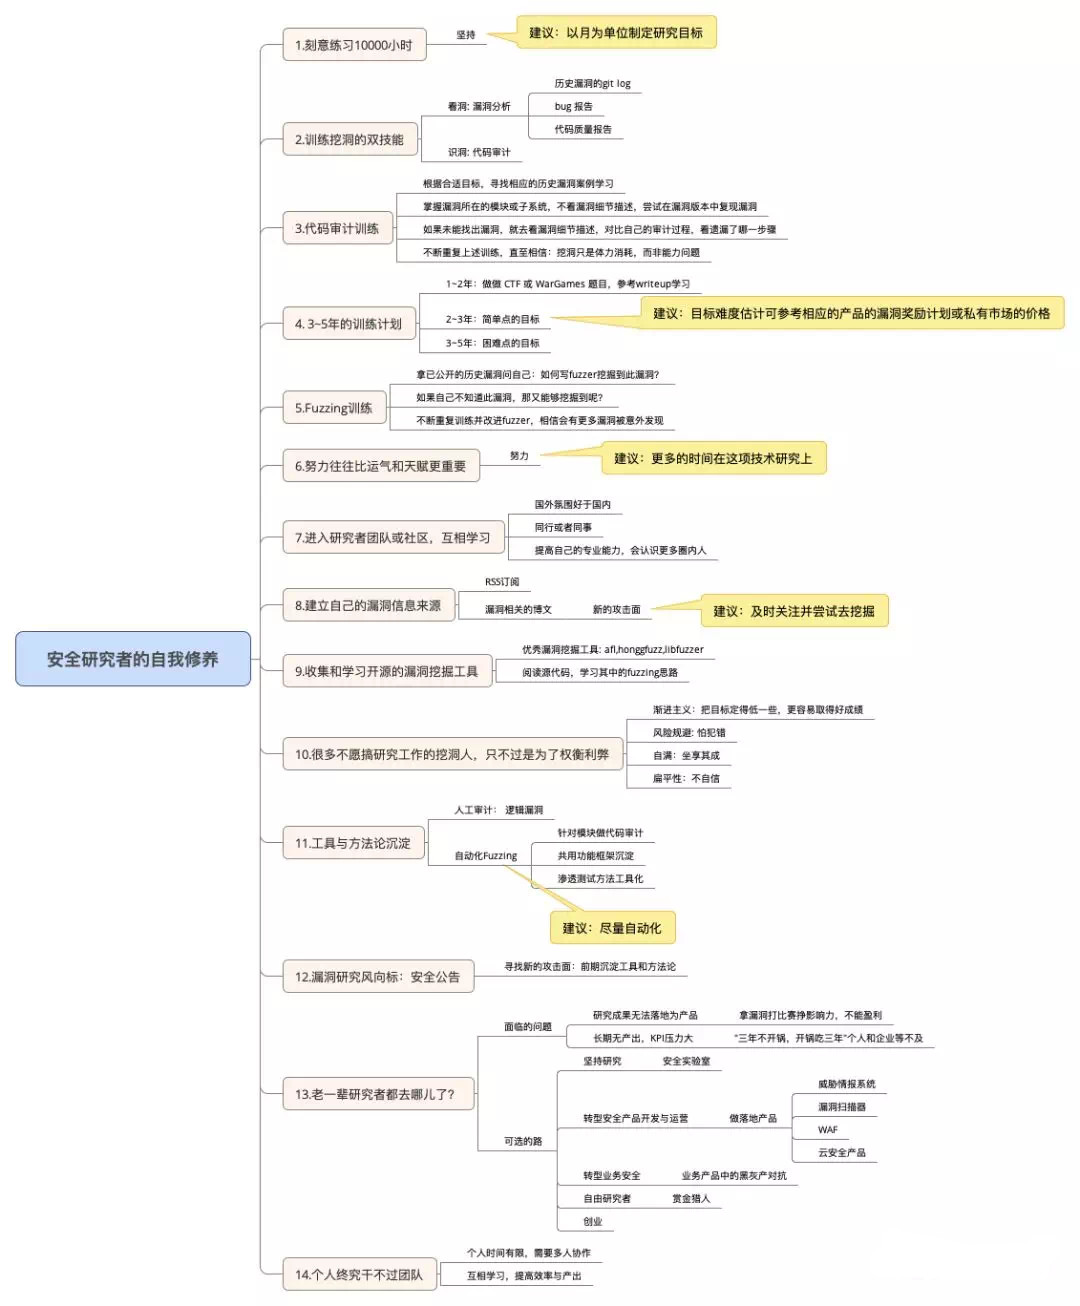 安全研究者的自我修养
1.刻意练习10000小时
坚持
建议：以月为单位制定研究目标
2.训练挖洞的双技能
看洞: 漏洞分析
历史漏洞的git log
bug 报告
代码质量报告
识洞: 代码审计
3.代码审计训练
根据合适目标，寻找相应的历史漏洞案例学习
掌握漏洞所在的模块或子系统，不看漏洞细节描述，尝试在漏洞版本中复现漏洞
如果未能找出漏洞，就去看漏洞细节描述，对比自己的审计过程，看遗漏了哪一步骤
不断重复上述训练，直至相信：挖洞只是体力消耗，而非能力问题
4. 3~5年的训练计划
1~2年：做做 CTF 或 WarGames 题目，参考writeup学习
2~3年：简单点的目标
建议：目标难度估计可参考相应的产品的漏洞奖励计划或私有市场的价格
3~5年：困难点的目标
5.Fuzzing训练
拿已公开的历史漏洞问自己：如何写fuzzer挖掘到此漏洞？
如果自己不知道此漏洞，那又能够挖掘到呢？
不断重复训练并改进fuzzer，相信会有更多漏洞被意外发现
6.努力往往比运气和天赋更重要
努力
建议：更多的时间在这项技术研究上
7.进入研究者团队或社区，互相学习
国外氛围好于国内
同行或者同事
提高自己的专业能力，会认识更多圈内人
8.建立自己的漏洞信息来源
RSS订阅
漏洞相关的博文
新的攻击面
建议：及时关注并尝试去挖掘
9.收集和学习开源的漏洞挖掘工具
优秀漏洞挖掘工具: afl,honggfuzz,libfuzzer
阅读源代码，学习其中的fuzzing思路
10.很多不愿搞研究工作的挖洞人，只不过是为了权衡利弊
渐进主义：把目标定得低一些，更容易取得好成绩
风险规避: 怕犯错
自满：坐享其成
扁平性：不自信
11.工具与方法论沉淀
人工审计： 逻辑漏洞
自动化Fuzzing
针对模块做代码审计
共用功能框架沉淀
渗透测试方法工具化
建议：尽量自动化
12.漏洞研究风向标：安全公告
寻找新的攻击面：前期沉淀工具和方法论
13.老一辈研究者都去哪儿了？
面临的问题
研究成果无法落地为产品
拿漏洞打比赛挣影响力，不能盈利
长期无产出，KPI压力大
"三年不开锅，开锅吃三年"个人和企业等不及
可选的路
坚持研究
安全实验室
转型安全产品开发与运营
做落地产品
威胁情报系统
漏洞扫描器
WAF
云安全产品
转型业务安全
业务产品中的黑灰产对抗
自由研究者
赏金猎人
创业
14.个人终究干不过团队
个人时间有限，需要多人协作
互相学习，提高效率与产出